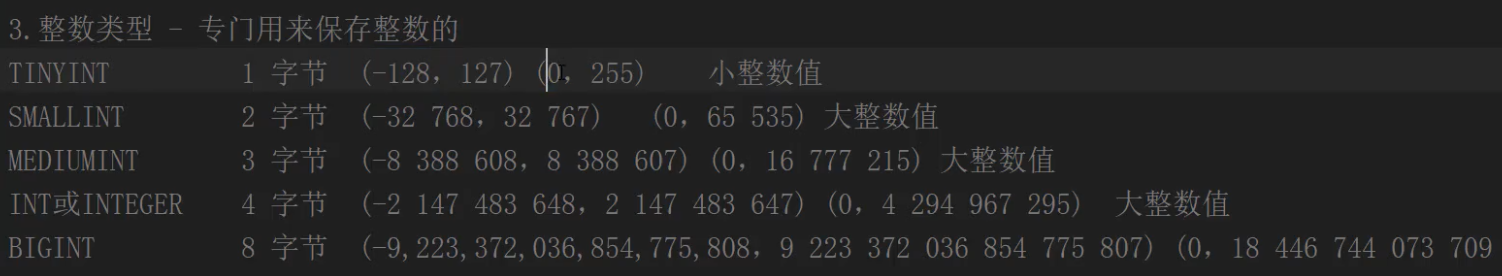 3.整数类型 - 专门用来保存整数的
TINYINT 1 字节 (-128，127) (0，255) 小整数值
SMALLINT 2 字节 (-32 768，32 767) (0，65 535) 大整数值
MEDIUMINT 3 字节 (-8 388 608，8 388 607) (0，16 777 215) 大整数值
INT或INTEGER 4 字节 (-2 147 483 648，2 147 483 647) (0，4 294 967 295) 大整数值
BIGINT 8 字节 (-9,223,372,036,854,775,808，9 223 372 036 854 775 807) (0，18 446 744 073 709